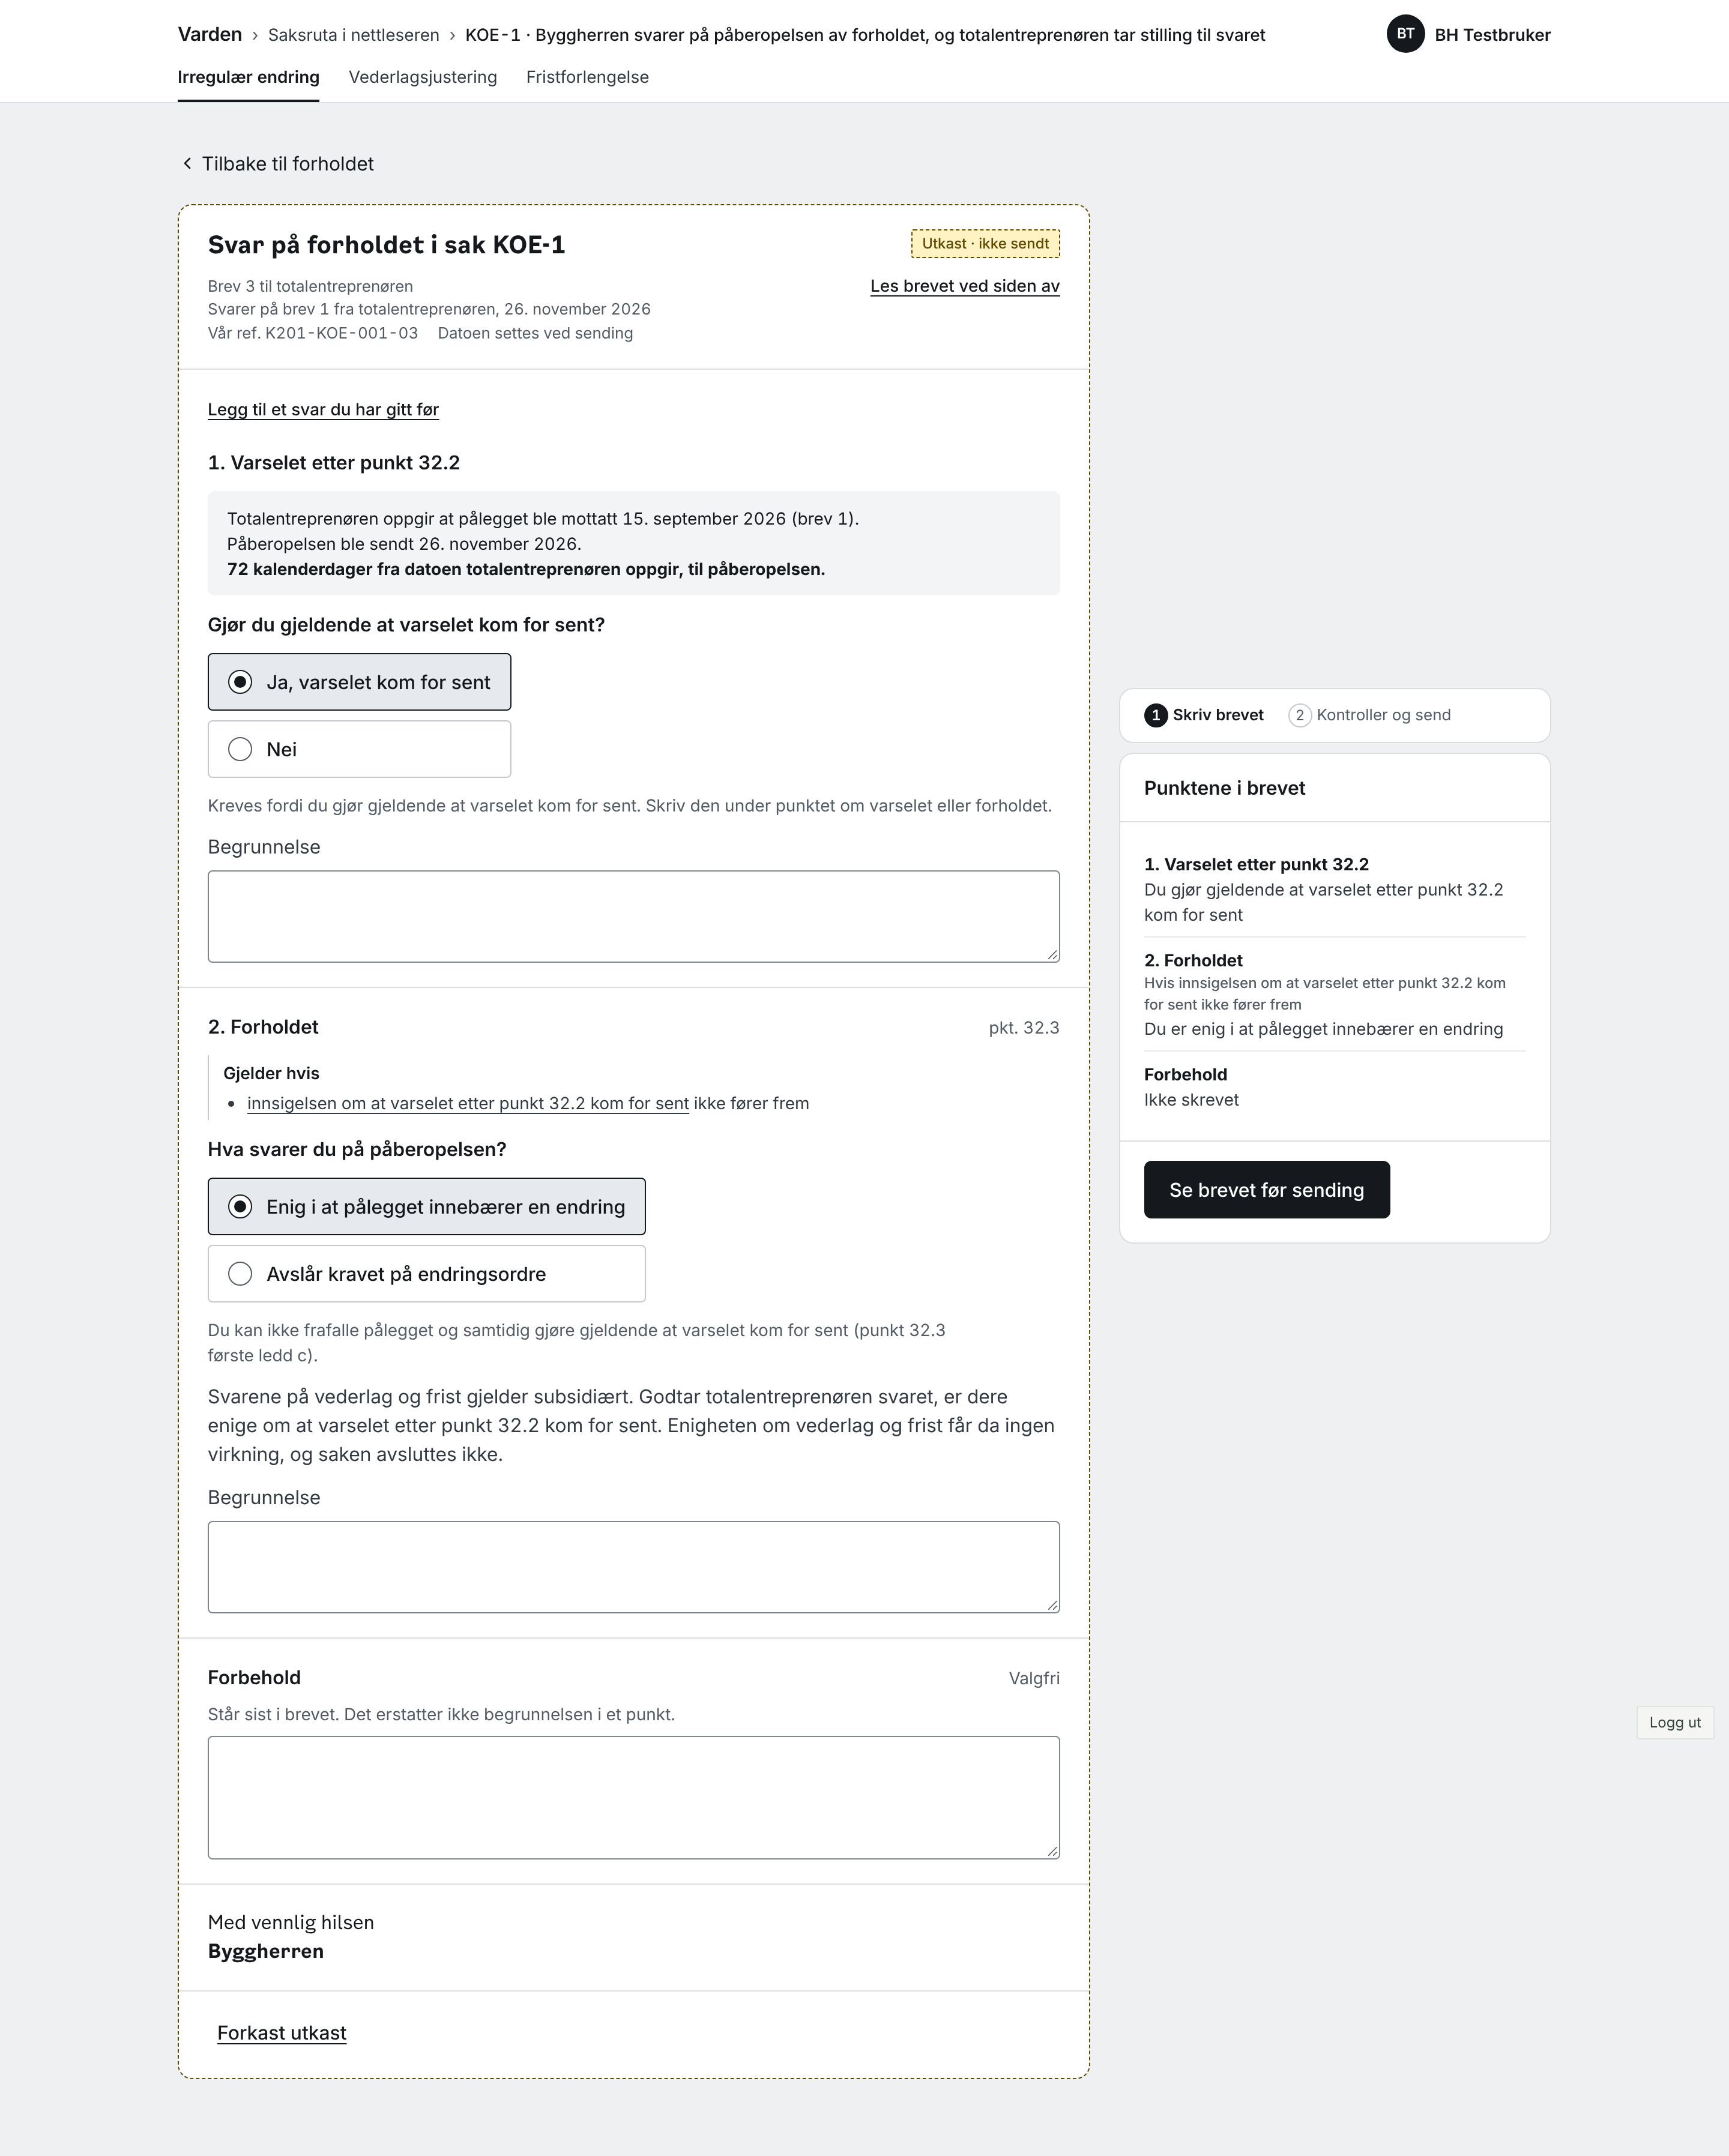 Varden › Saksruta i nettleseren › KOE-1 · Byggherren svarer på påberopelsen av forholdet, og totalentreprenøren tar stilling til svaret
BT BH Testbruker
Irregulær endring Vederlagsjustering Fristforlengelse
Tilbake til forholdet
Svar på forholdet i sak KOE-1
Utkast · ikke sendt
Brev 3 til totalentreprenøren
Les brevet ved siden av
Svarer på brev 1 fra totalentreprenøren, 26. november 2026
Vår ref. K201-KOE-001-03 Datoen settes ved sending
Legg til et svar du har gitt før
1. Varselet etter punkt 32.2
Totalentreprenøren oppgir at pålegget ble mottatt 15. september 2026 (brev 1).
Påberopelsen ble sendt 26. november 2026.
72 kalenderdager fra datoen totalentreprenøren oppgir, til påberopelsen.
Gjør du gjeldende at varselet kom for sent?
Ja, varselet kom for sent
Nei
Kreves fordi du gjør gjeldende at varselet kom for sent. Skriv den under punktet om varselet eller forholdet.
Begrunnelse
2. Forholdet
pkt. 32.3
Gjelder hvis
• innsigelsen om at varselet etter punkt 32.2 kom for sent ikke fører frem
Hva svarer du på påberopelsen?
Enig i at pålegget innebærer en endring
Avslår kravet på endringsordre
Du kan ikke frafalle pålegget og samtidig gjøre gjeldende at varselet kom for sent (punkt 32.3
første ledd c).
Svarene på vederlag og frist gjelder subsidiært. Godtar totalentreprenøren svaret, er dere
enige om at varselet etter punkt 32.2 kom for sent. Enigheten om vederlag og frist får da ingen
virkning, og saken avsluttes ikke.
Begrunnelse
Forbehold
Valgfri
Står sist i brevet. Det erstatter ikke begrunnelsen i et punkt.
Med vennlig hilsen
Byggherren
Forkast utkast
1 Skriv brevet 2 Kontroller og send
Punktene i brevet
1. Varselet etter punkt 32.2
Du gjør gjeldende at varselet etter punkt 32.2
kom for sent
2. Forholdet
Hvis innsigelsen om at varselet etter punkt 32.2 kom
for sent ikke fører frem
Du er enig i at pålegget innebærer en endring
Forbehold
Ikke skrevet
Se brevet før sending
Logg ut